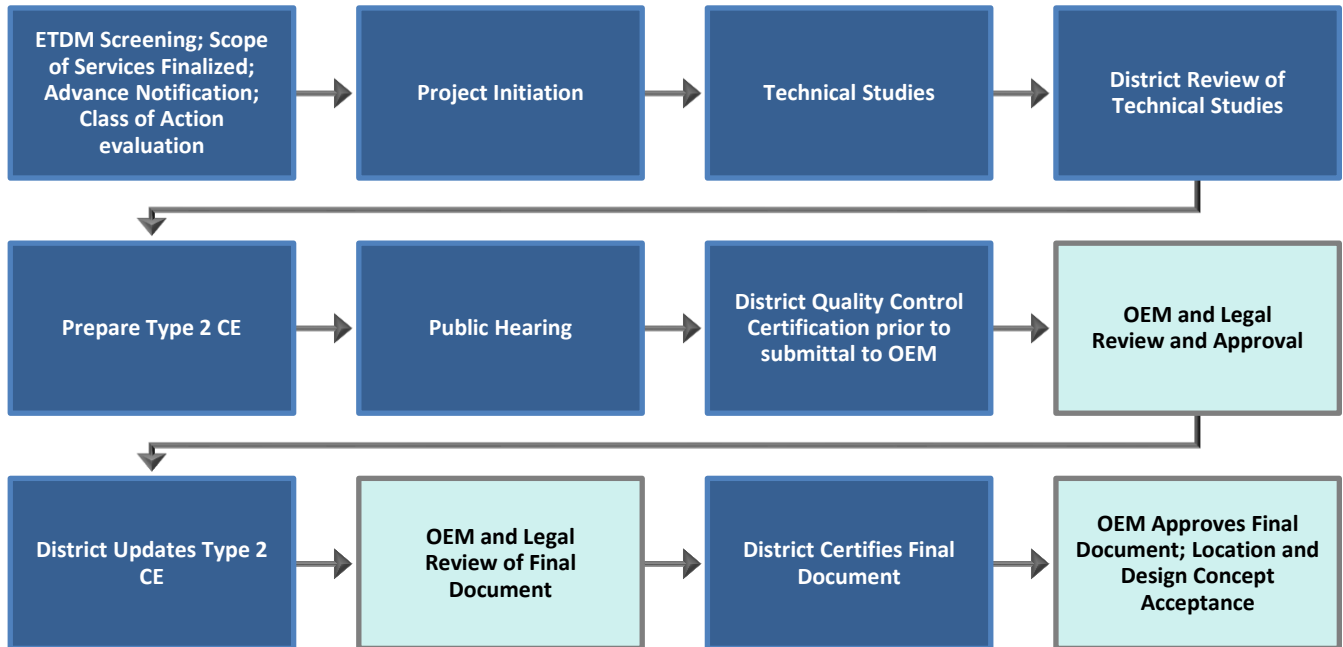 ETDM Screening; Scope
of Services Finalized;
Advance Notification;
Class of Action
evaluation
Project Initiation
Technical Studies
District Review of
Technical Studies
Prepare Type 2 CE
Public Hearing
District Quality Control
Certification prior to
submittal to OEM
OEM and Legal
Review and Approval
District Updates Type 2
CE
OEM and Legal
Review of Final
Document
District Certifies Final
Document
OEM Approves Final
Document; Location and
Design Concept
Acceptance